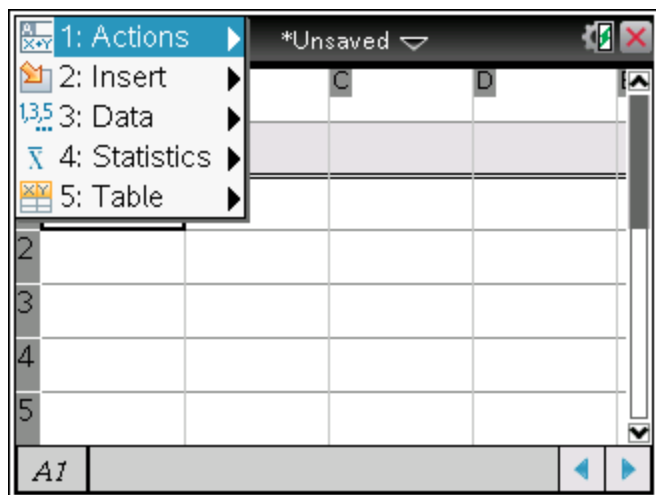 1: Actions
*Unsaved
2: Insert
C D
3: Data
4: Statistics
5: Table
2
3
4
5
A1